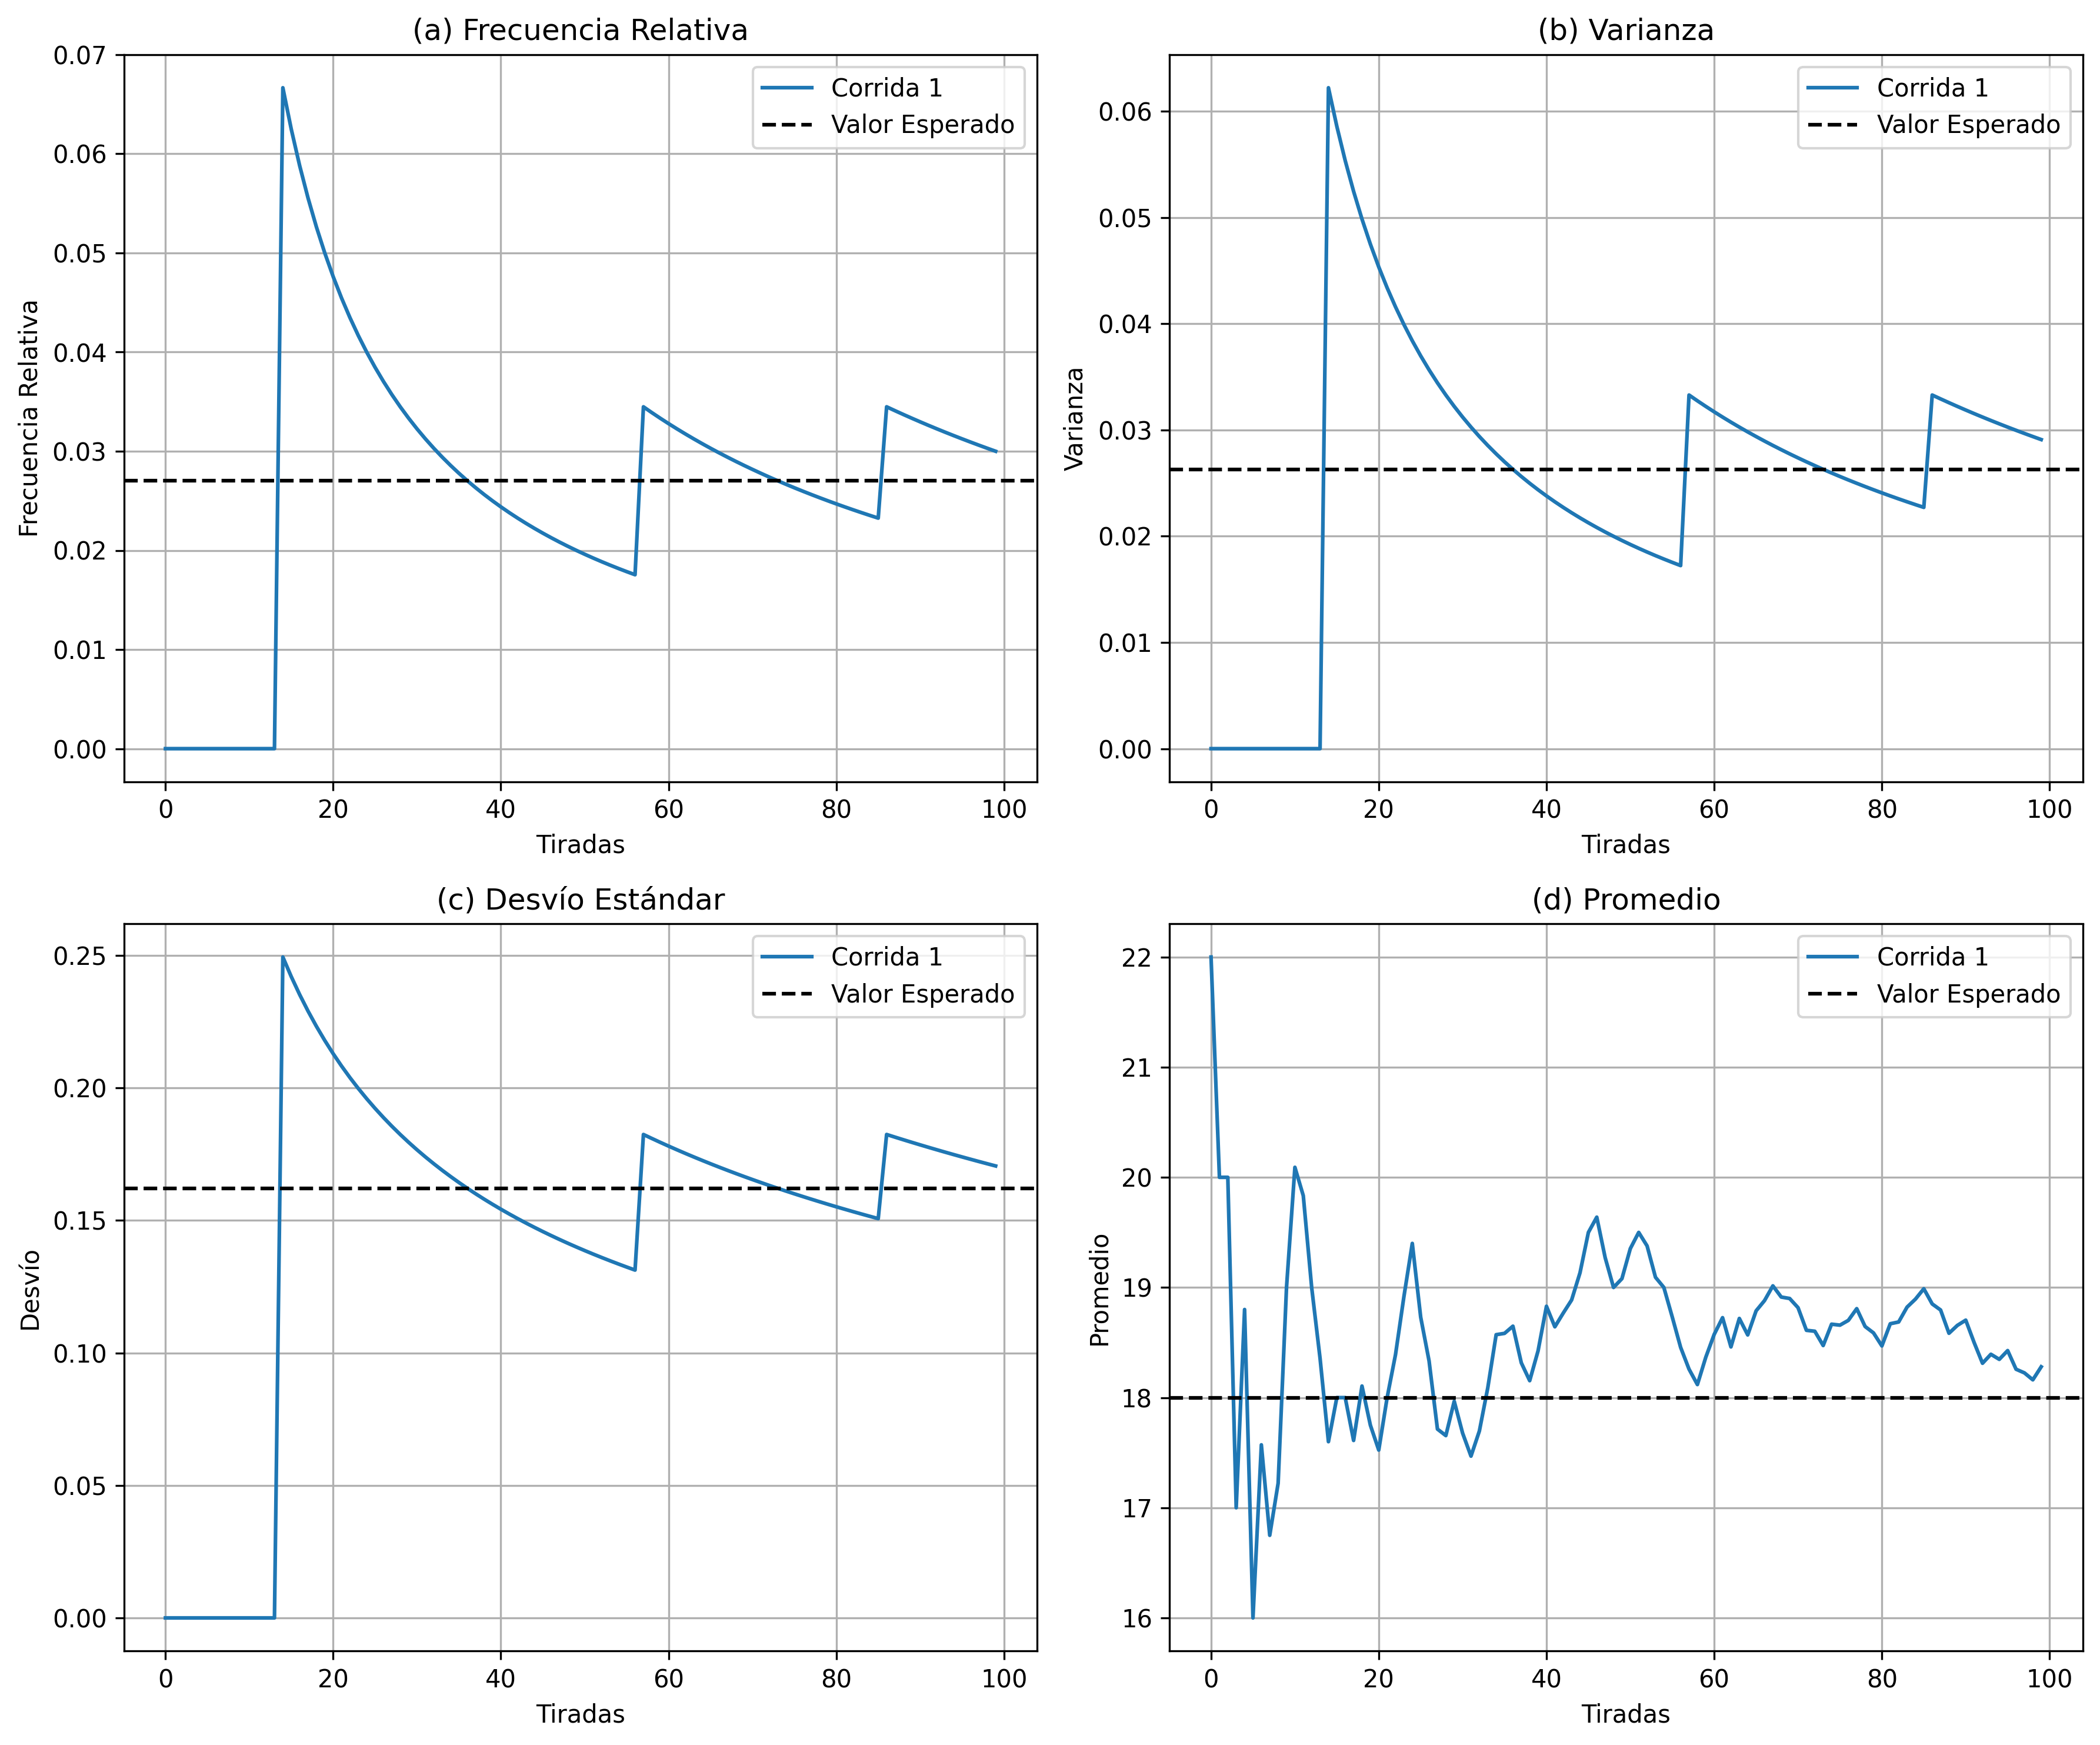 (a) Frecuencia Relativa
0.07
0.06
0.05
0.04
0.03
0.02
0.01
0.00
Frecuencia Relativa
Corrida 1
Valor Esperado
0
20
40
60
80
100
Tiradas
(b) Varianza
0.06
0.05
0.04
0.03
0.02
0.01
0.00
Varianza
Corrida 1
Valor Esperado
0
20
40
60
80
100
Tiradas
(c) Desvío Estándar
0.25
0.20
0.15
0.10
0.05
0.00
Desvío
Corrida 1
Valor Esperado
0
20
40
60
80
100
Tiradas
(d) Promedio
22
21
20
19
18
17
16
Promedio
Corrida 1
Valor Esperado
0
20
40
60
80
100
Tiradas